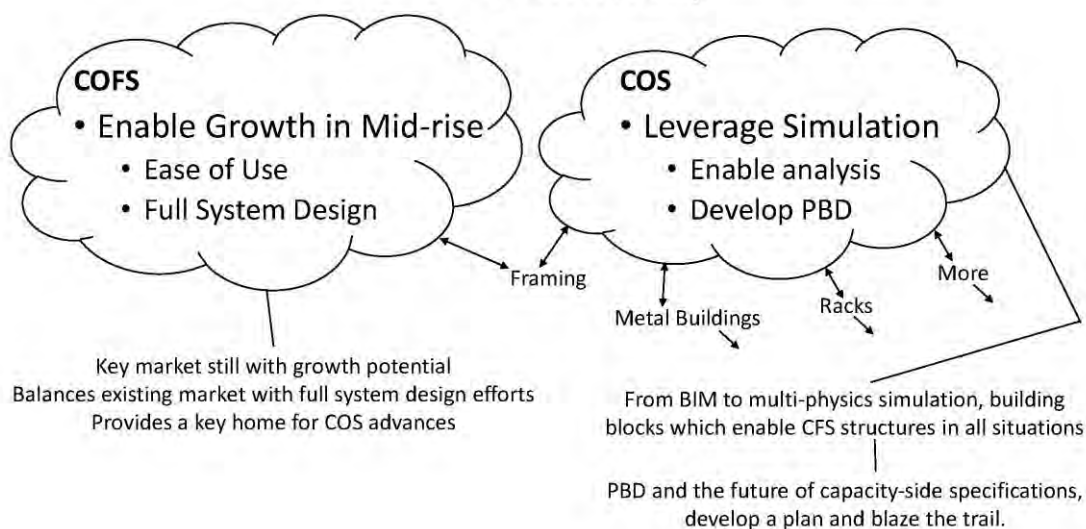 COFS
• Enable Growth in Mid-rise
• Ease of Use
• Full System Design
COS
• Leverage Simulation
• Enable analysis
• Develop PBD
Framing
Metal Buildings
Racks
More
Key market still with growth potential
Balances existing market with full system design efforts
Provides a key home for COS advances
From BIM to multi-physics simulation, building
blocks which enable CFS structures in all situations
PBD and the future of capacity-side specifications,
develop a plan and blaze the trail.